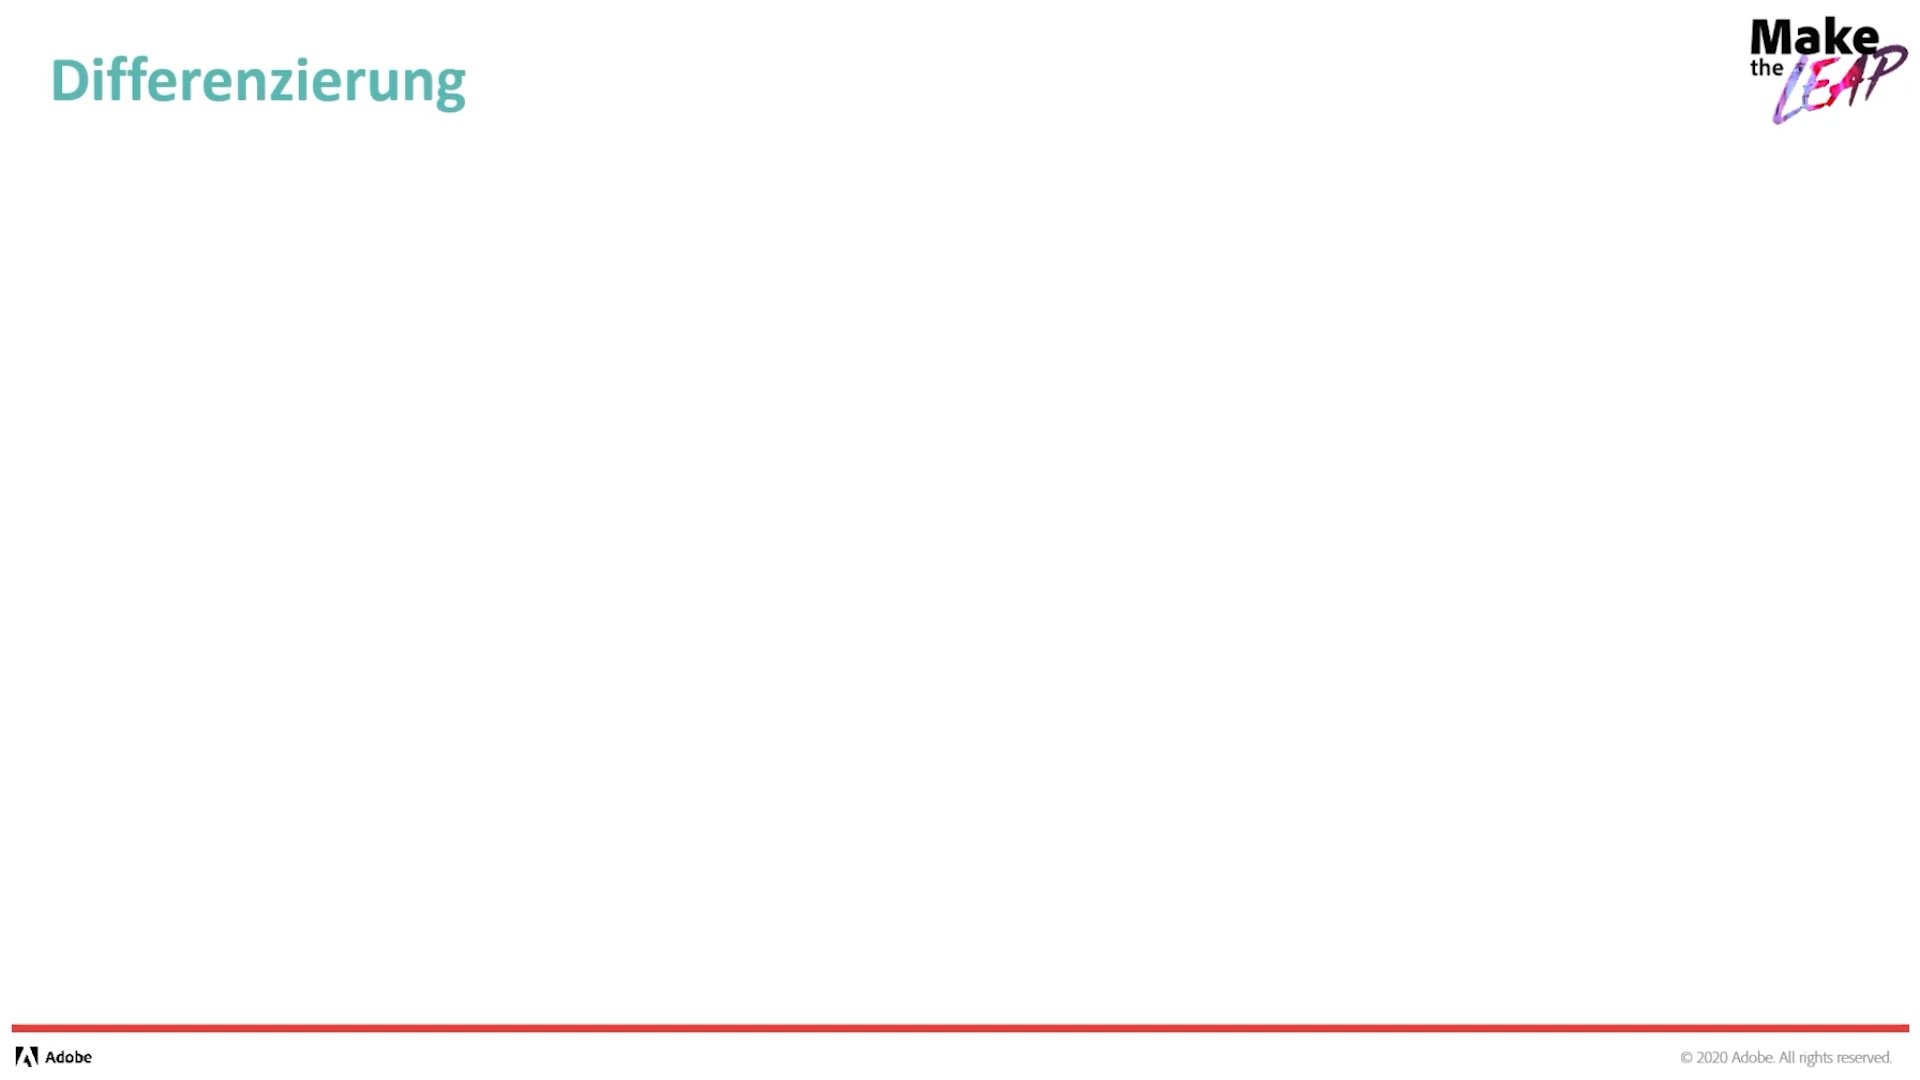 Differenzierung
Make
the LEAP
Adobe
© 2020 Adobe. All rights reserved.